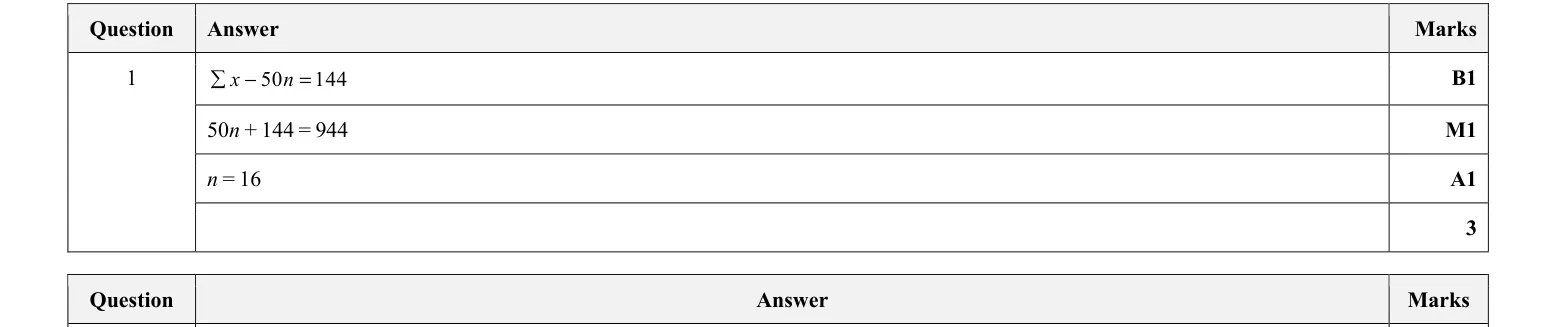 Question Answer Marks
1 ∑ x − 50n = 144 B1
50n + 144 = 944 M1
n = 16 A1
3
Question Answer Marks